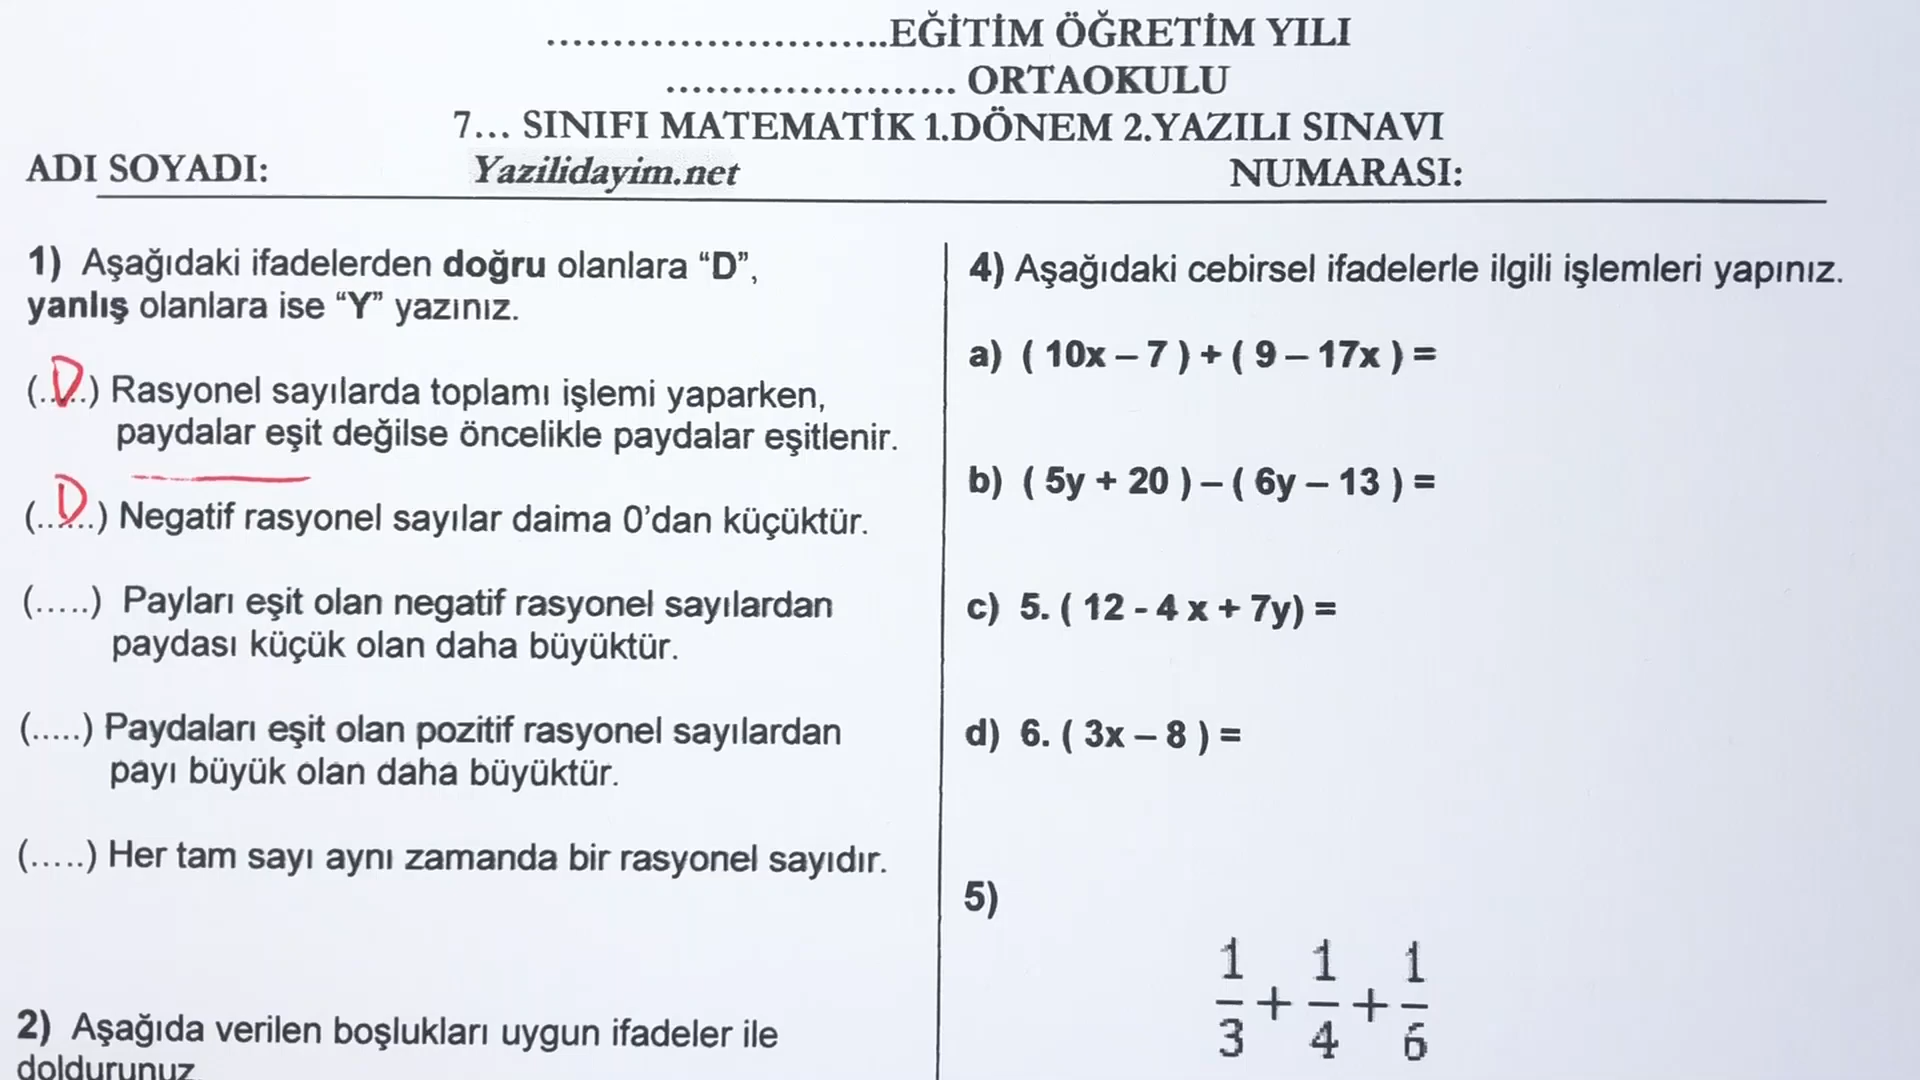 ..........................EĞİTİM ÖĞRETİM YILI
...................... ORTAOKULU
7... SINIFI MATEMATİK 1.DÖNEM 2.YAZILI SINAVI
ADI SOYADI: Yazilidayim.net NUMARASI:
1) Aşağıdaki ifadelerden doğru olanlara “D”,
yanlış olanlara ise “Y” yazınız.
(..D..) Rasyonel sayılarda toplamı işlemi yaparken,
paydalar eşit değilse öncelikle paydalar eşitlenir.
(..D..) Negatif rasyonel sayılar daima 0’dan küçüktür.
(.....) Payları eşit olan negatif rasyonel sayılardan
paydası küçük olan daha büyüktür.
(.....) Paydaları eşit olan pozitif rasyonel sayılardan
payı büyük olan daha büyüktür.
(.....) Her tam sayı aynı zamanda bir rasyonel sayıdır.
2) Aşağıda verilen boşlukları uygun ifadeler ile
doldurunuz.
4) Aşağıdaki cebirsel ifadelerle ilgili işlemleri yapınız.
a) ( 10x – 7 ) + ( 9 – 17x ) =
b) ( 5y + 20 ) – ( 6y – 13 ) =
c) 5. ( 12 - 4 x + 7y) =
d) 6. ( 3x – 8 ) =
5)
1/3 + 1/4 + 1/6